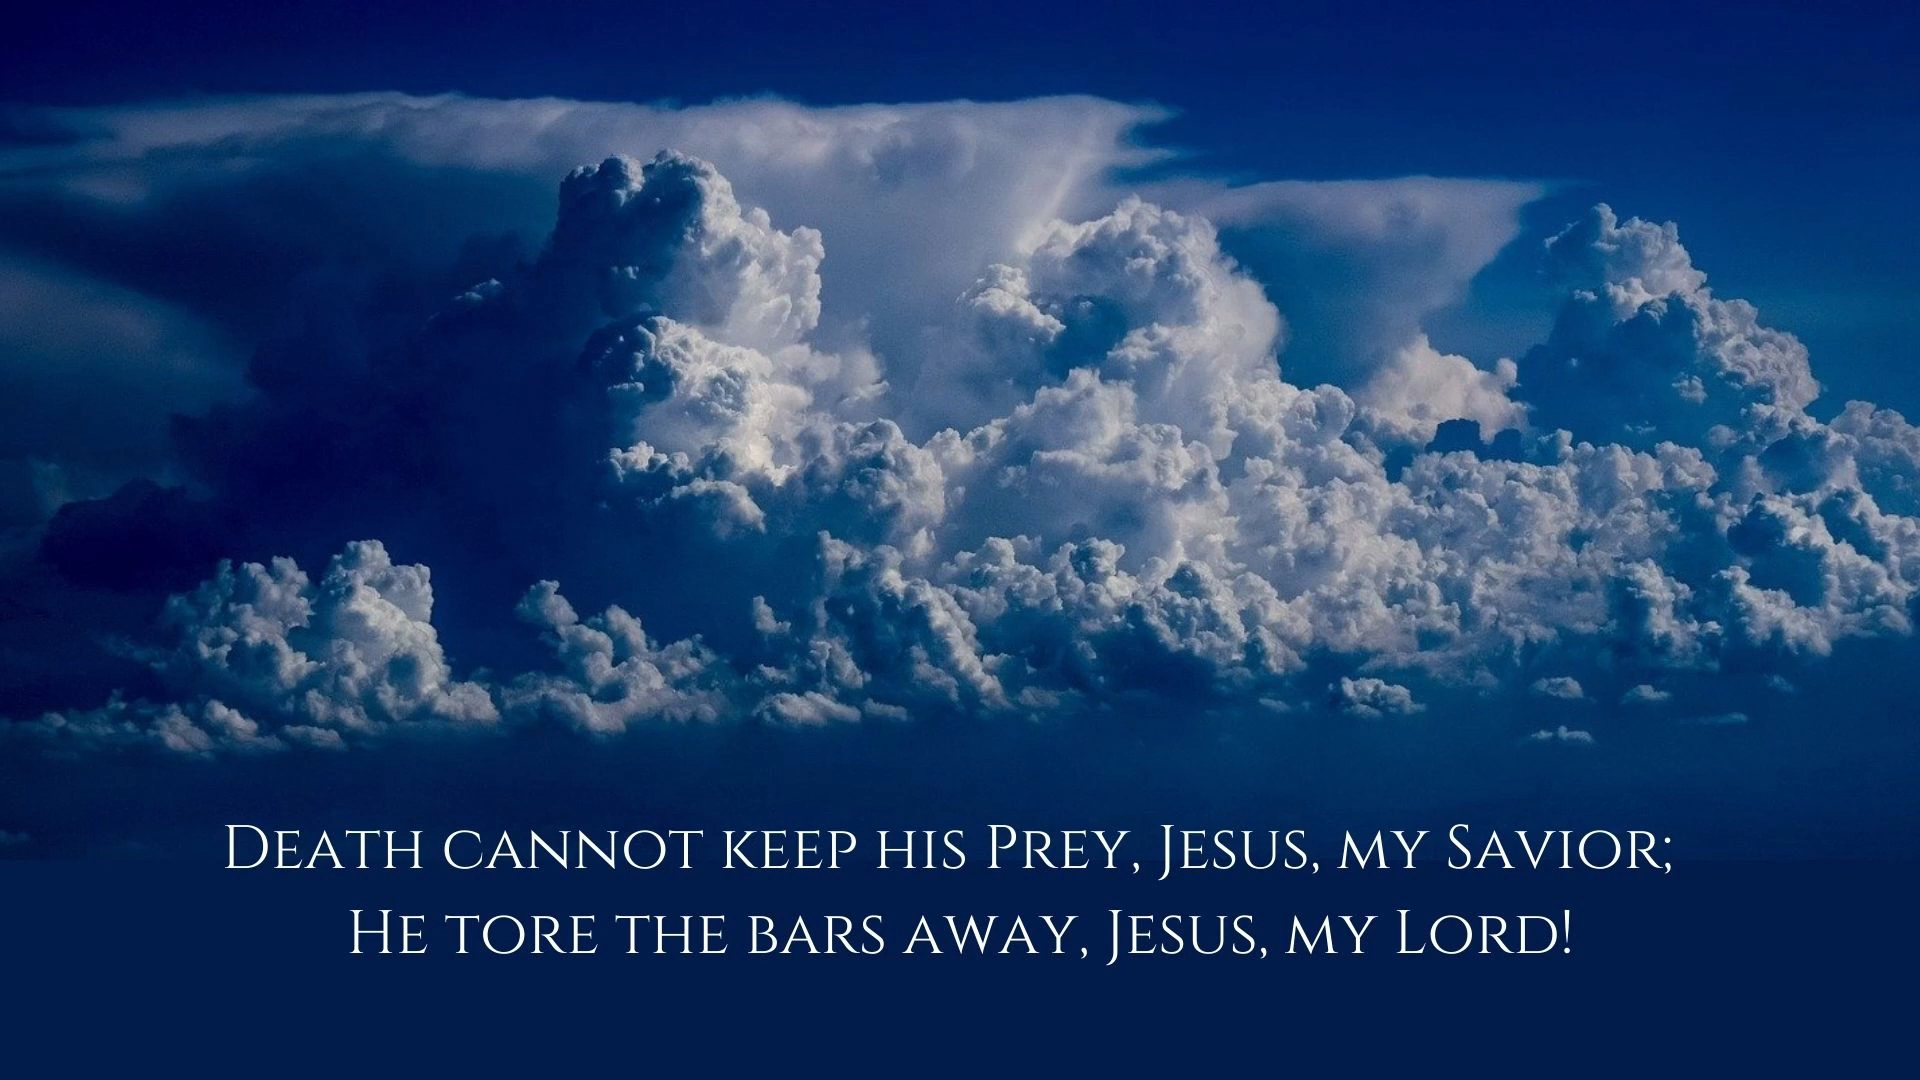 Death cannot keep his Prey, Jesus, my Savior;
He tore the bars away, Jesus, my Lord!